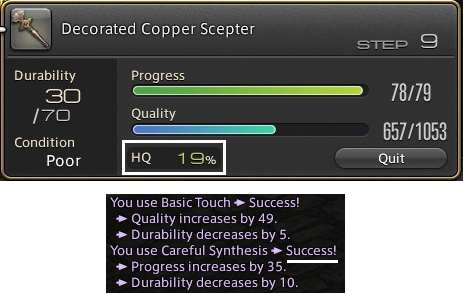 Decorated Copper Scepter
STEP 9
Durability
30
/70
Condition
Poor
Progress
78/79
Quality
657/1053
HQ 19%
Quit
You use Basic Touch Success!
Quality increases by 49.
Durability decreases by 5.
You use Careful Synthesis Success!
Progress increases by 35.
Durability decreases by 10.